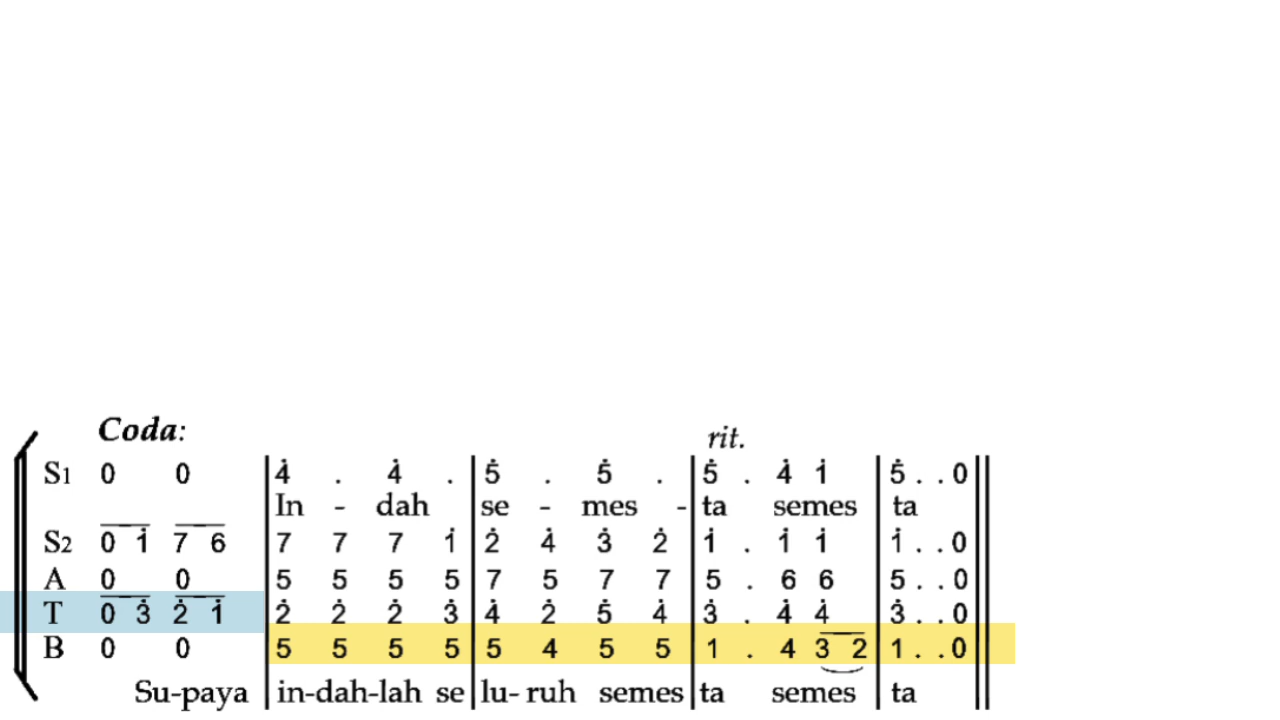 Coda:
rit.
S1 0 0 | 4̇ . 4̇ . | 5̇ . 5̇ . | 5̇ . 4̇ 1̇ | 5̇ . . 0 ||
In - dah | se - mes - | ta semes | ta
S2 0 1̇ 7 6 | 7 7 7 1̇ | 2̇ 4̇ 3̇ 2̇ | 1̇ . 1̇ 1̇ | 1̇ . . 0 ||
A 0 0 | 5 5 5 5 | 7 5 7 7 | 5 . 6 6 | 5 . . 0 ||
T 0 3̇ 2̇ 1̇ | 2̇ 2̇ 2̇ 3̇ | 4̇ 2̇ 5̇ 4̇ | 3̇ . 4̇ 4̇ | 3̇ . . 0 ||
B 0 0 | 5 5 5 5 | 5 4 5 5 | 1 . 4 3 2 | 1 . . 0 ||
Su-paya | in-dah-lah se | lu- ruh semes | ta semes | ta